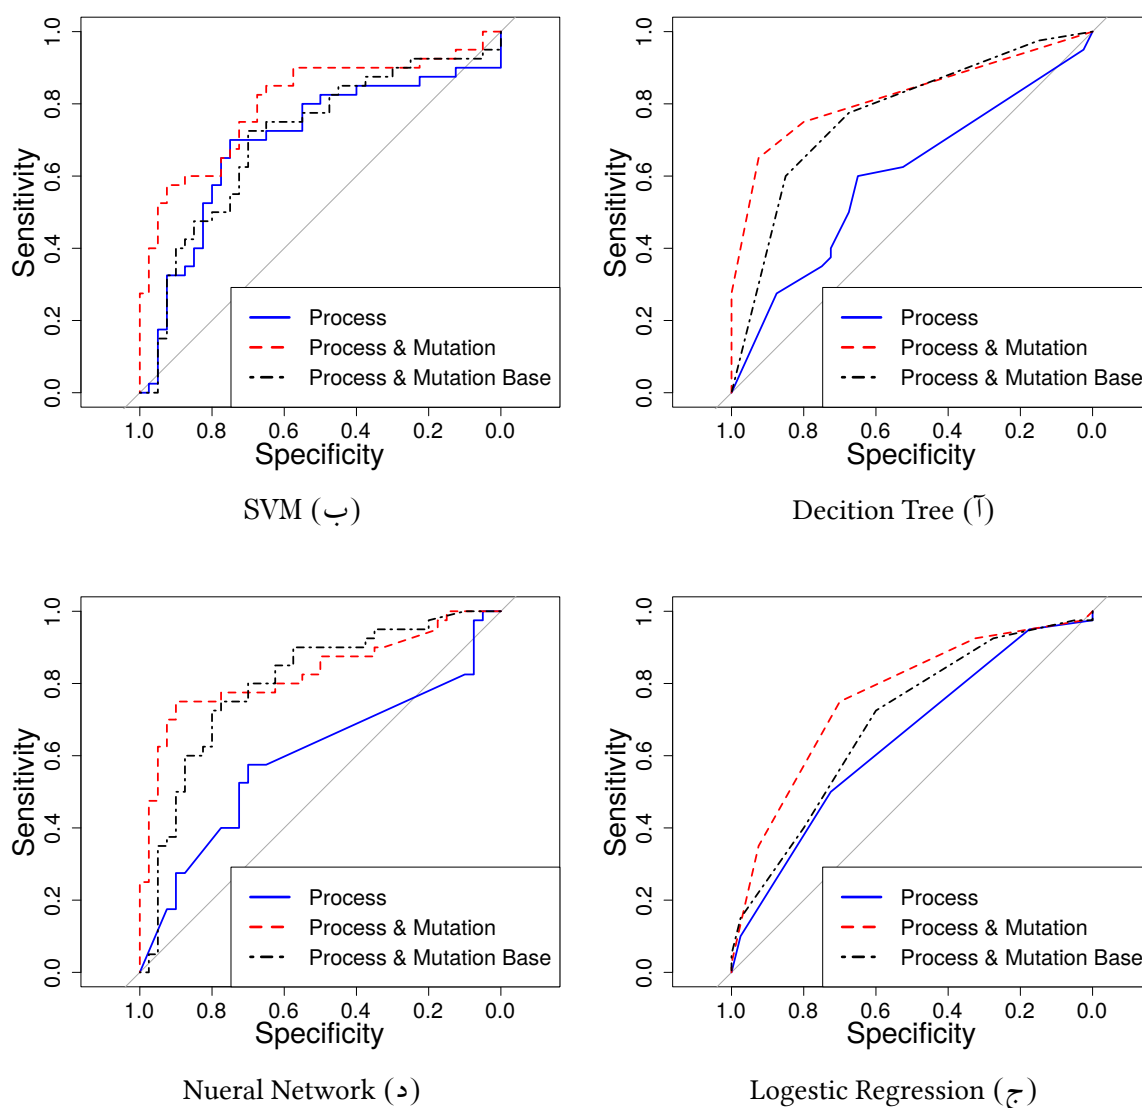 Sensitivity
1.0
0.8
0.6
0.4
0.2
0.0
Process
Process & Mutation
Process & Mutation Base
1.0 0.8 0.6 0.4 0.2 0.0
Specificity
SVM (ب)
Sensitivity
1.0
0.8
0.6
0.4
0.2
0.0
Process
Process & Mutation
Process & Mutation Base
1.0 0.8 0.6 0.4 0.2 0.0
Specificity
Decition Tree (آ)
Sensitivity
1.0
0.8
0.6
0.4
0.2
0.0
Process
Process & Mutation
Process & Mutation Base
1.0 0.8 0.6 0.4 0.2 0.0
Specificity
Nueral Network (د)
Sensitivity
1.0
0.8
0.6
0.4
0.2
0.0
Process
Process & Mutation
Process & Mutation Base
1.0 0.8 0.6 0.4 0.2 0.0
Specificity
Logestic Regression (ج)